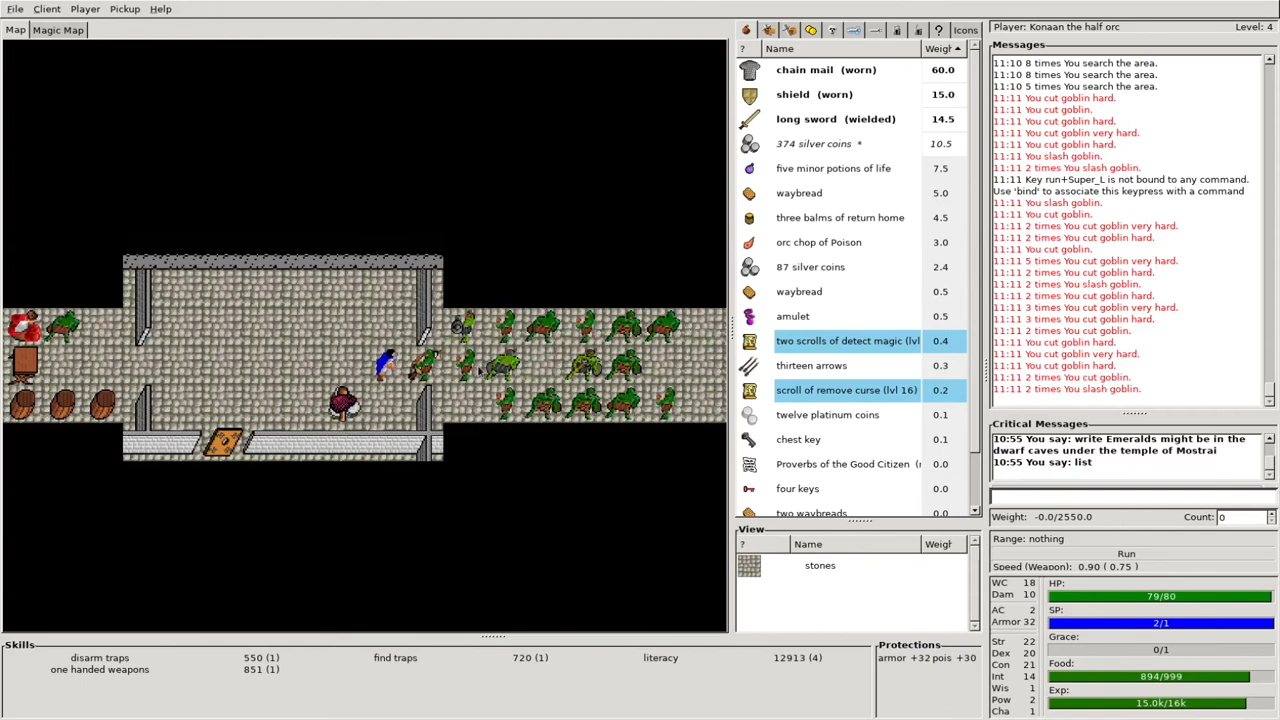 File Client Player Pickup Help
Map Magic Map
? Name Weigh
Icons
chain mail (worn) 60.0
shield (worn) 15.0
long sword (wielded) 14.5
374 silver coins * 10.5
five minor potions of life 7.5
waybread 5.0
three balms of return home 4.5
orc chop of Poison 3.0
87 silver coins 2.4
waybread 0.5
amulet 0.5
two scrolls of detect magic (lvl 0.4
thirteen arrows 0.3
scroll of remove curse (lvl 16) 0.2
twelve platinum coins 0.1
chest key 0.1
Proverbs of the Good Citizen (r 0.0
four keys 0.0
two waybreads 0.0
View
? Name Weigh
stones
Player: Konaan the half orc Level: 4
Messages
11:10 8 times You search the area.
11:10 8 times You search the area.
11:10 5 times You search the area.
11:11 You cut goblin hard.
11:11 You cut goblin.
11:11 You cut goblin hard.
11:11 You cut goblin very hard.
11:11 You cut goblin hard.
11:11 You slash goblin.
11:11 2 times You slash goblin.
11:11 Key run+Super_L is not bound to any command.
Use 'bind' to associate this keypress with a command
11:11 You slash goblin.
11:11 You cut goblin.
11:11 2 times You cut goblin very hard.
11:11 2 times You cut goblin hard.
11:11 You cut goblin.
11:11 5 times You cut goblin very hard.
11:11 2 times You cut goblin hard.
11:11 2 times You slash goblin.
11:11 2 times You cut goblin hard.
11:11 3 times You cut goblin very hard.
11:11 3 times You cut goblin hard.
11:11 2 times You cut goblin.
11:11 You cut goblin hard.
11:11 You cut goblin very hard.
11:11 2 times You cut goblin.
11:11 2 times You cut goblin hard.
11:11 2 times You slash goblin.
Critical Messages
10:55 You say: write Emeralds might be in the
dwarf caves under the temple of Mostrai
10:55 You say: list
Weight: -0.0/2550.0 Count: 0
Range: nothing
Run
Speed (Weapon): 0.90 ( 0.75 )
WC 18
Dam 10
AC 2
Armor 32
Str 22
Dex 20
Con 21
Int 14
Wis 1
Pow 2
Cha 1
HP:
79/80
SP:
2/1
Grace:
0/1
Food:
894/999
Exp:
15.0k/16k
Skills
disarm traps 550 (1) find traps 720 (1) literacy 12913 (4)
one handed weapons 851 (1)
Protections
armor +32 pois +30